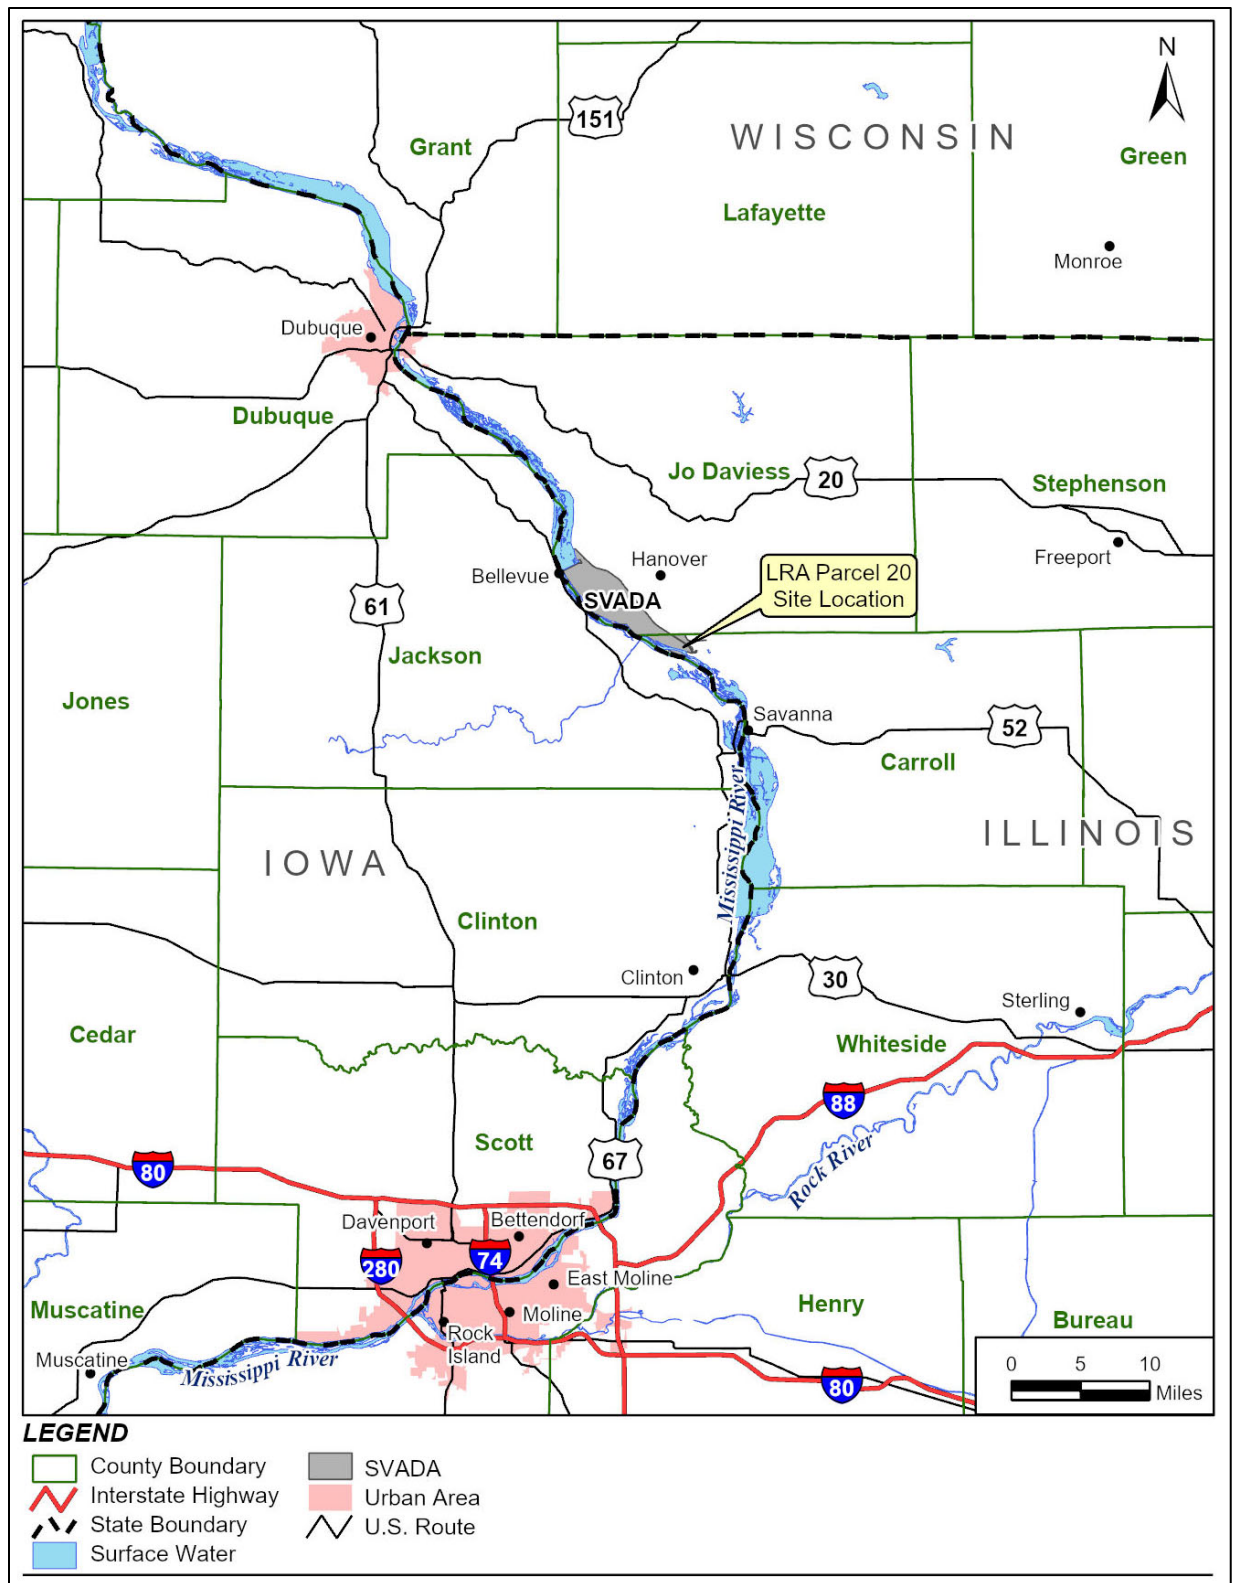 N
151
WISCONSIN
Grant
Green
Lafayette
Monroe
Dubuque
Dubuque
Jo Daviess
20
Stephenson
Freeport
Hanover
Bellevue
LRA Parcel 20
Site Location
SVADA
61
Jackson
Jones
Savanna
52
Carroll
Mississippi River
ILLINOIS
IOWA
Clinton
Clinton
30
Sterling
Cedar
Whiteside
88
Scott
67
Rock River
80
Davenport
Bettendorf
280
74
East Moline
Muscatine
Moline
Henry
Bureau
Rock
Island
Muscatine
Mississippi River
80
0 5 10
Miles
LEGEND
County Boundary
Interstate Highway
State Boundary
Surface Water
SVADA
Urban Area
U.S. Route